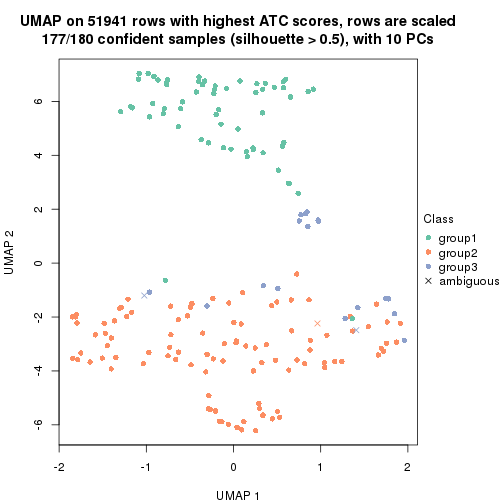 UMAP on 51941 rows with highest ATC scores, rows are scaled
177/180 confident samples (silhouette > 0.5), with 10 PCs
6
4
2
0
-2
-4
-6
UMAP 2
-2
-1
0
1
2
UMAP 1
Class
group1
group2
group3
ambiguous